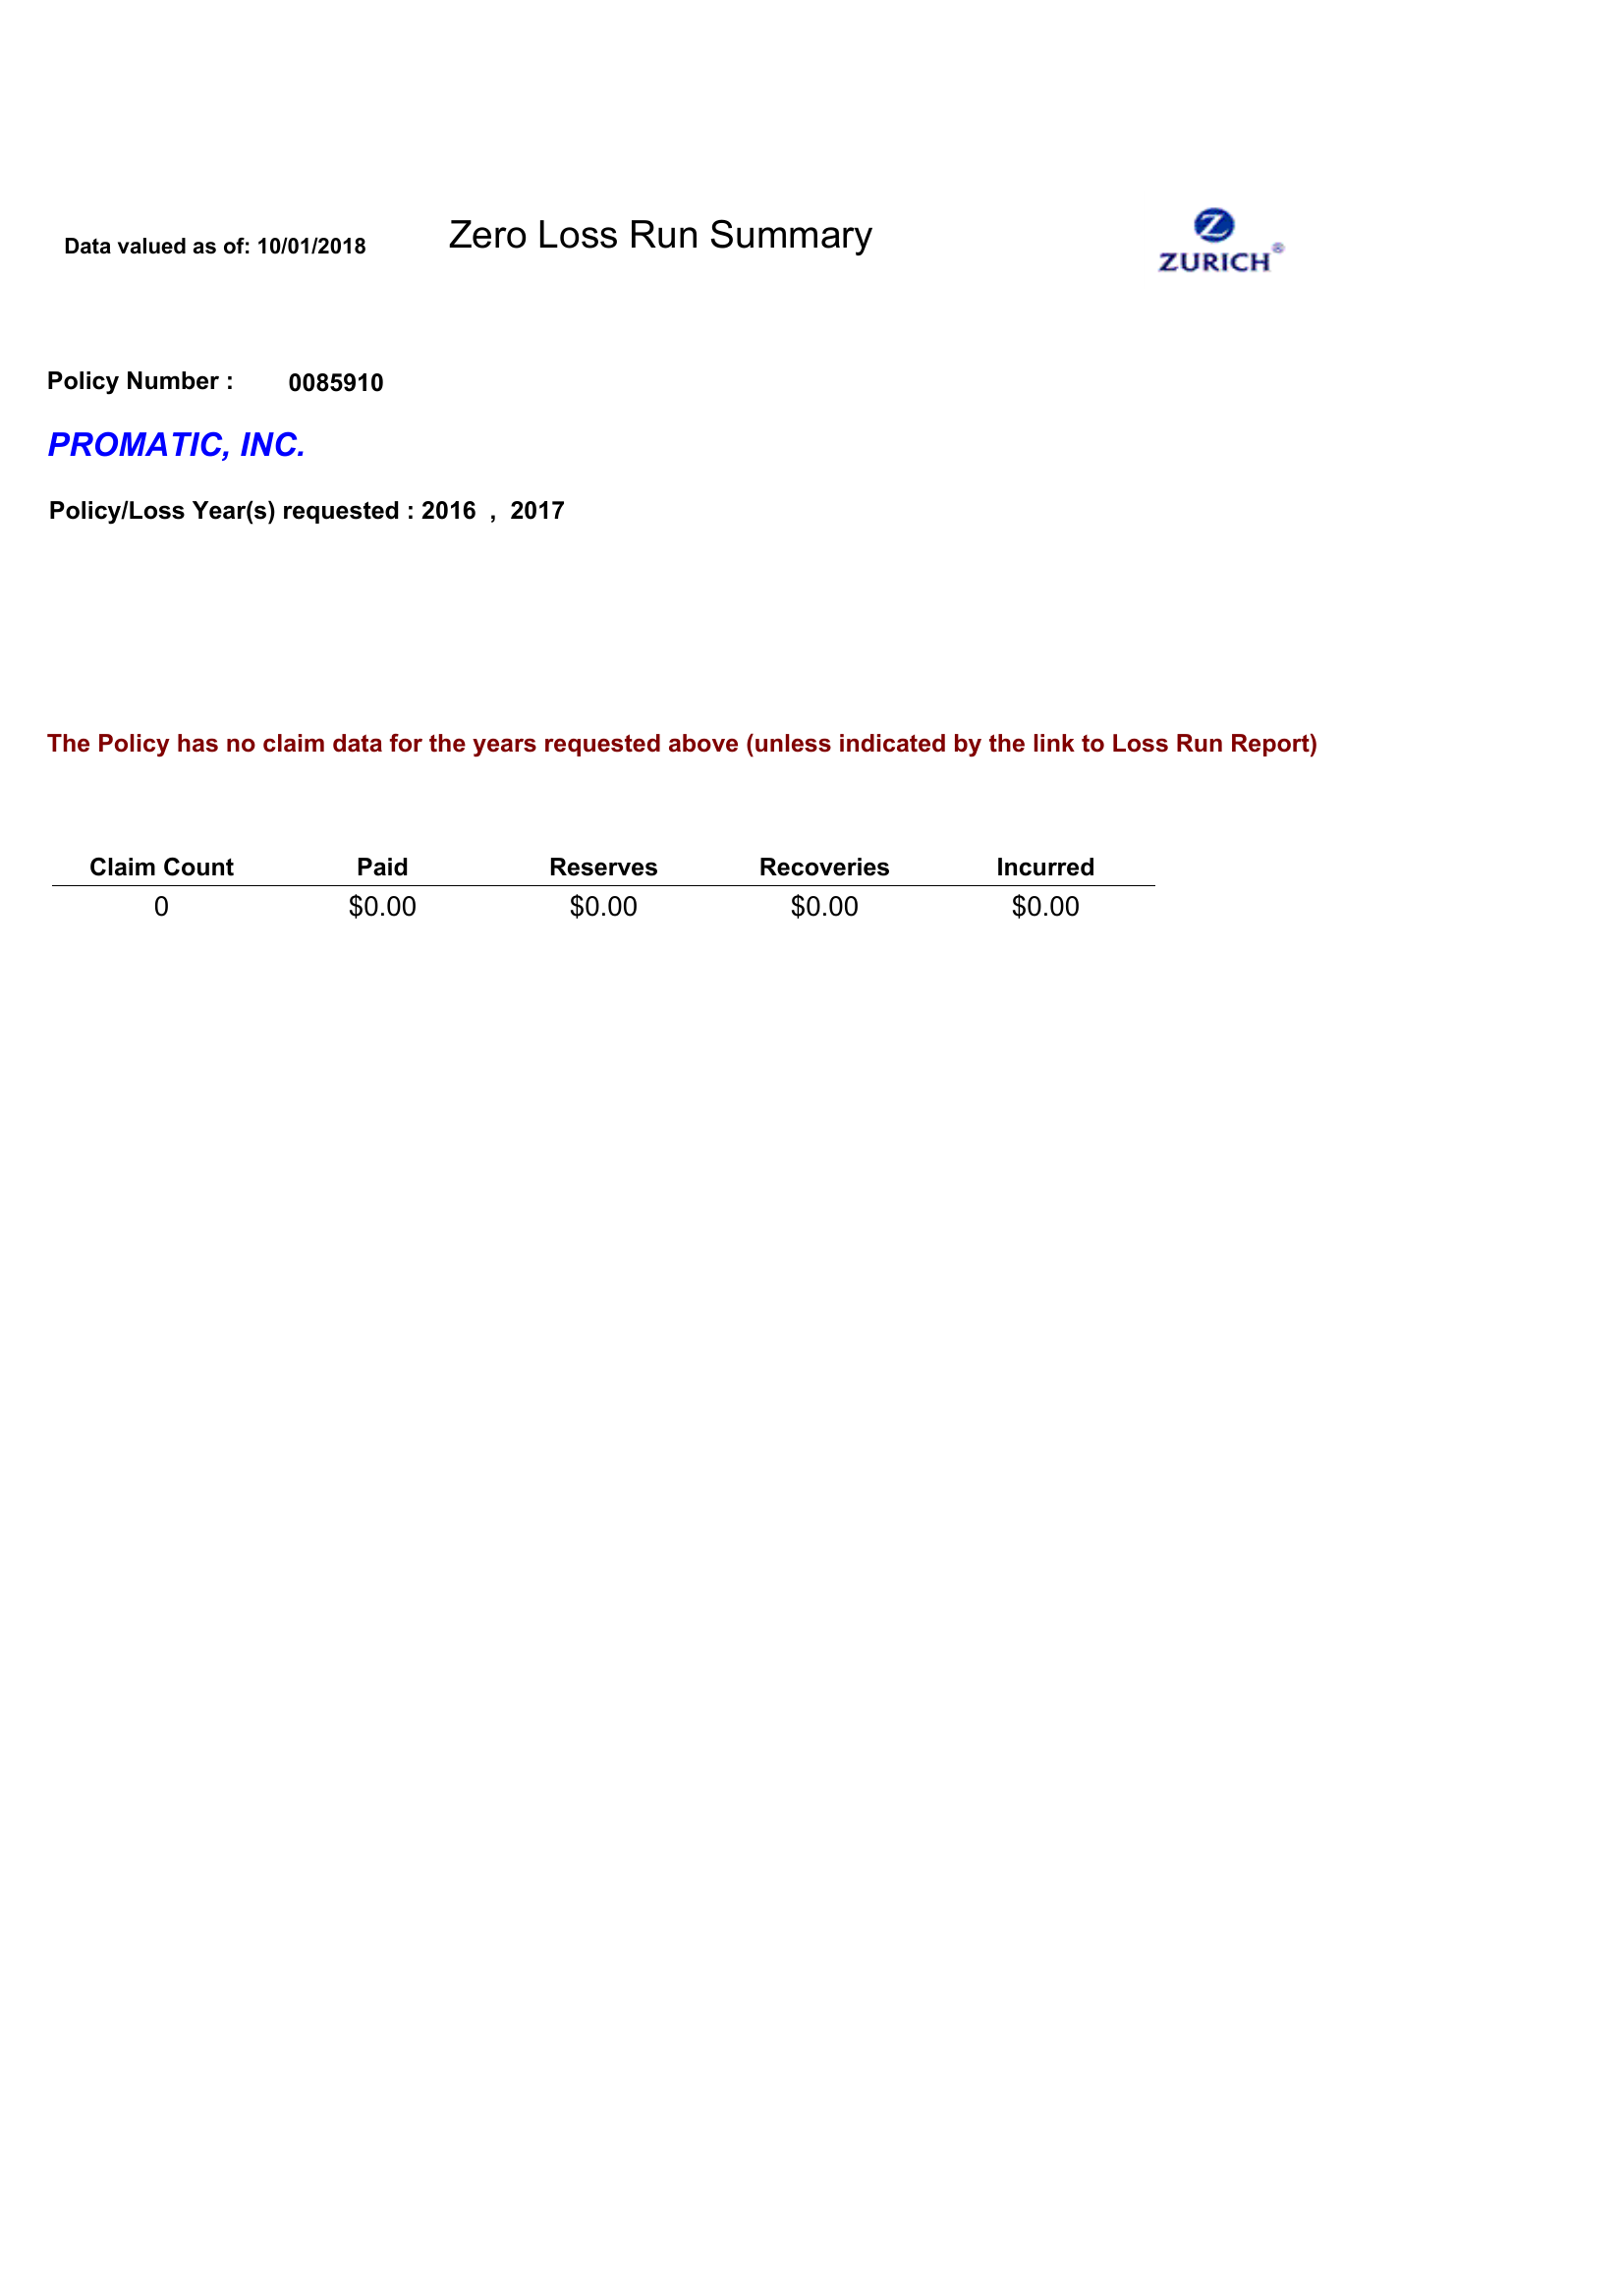 Data valued as of: 10/01/2018 Zero Loss Run Summary
Z
ZURICH®
Policy Number : 0085910
PROMATIC, INC.
Policy/Loss Year(s) requested : 2016 , 2017
The Policy has no claim data for the years requested above (unless indicated by the link to Loss Run Report)
Claim Count Paid Reserves Recoveries Incurred
0 $0.00 $0.00 $0.00 $0.00